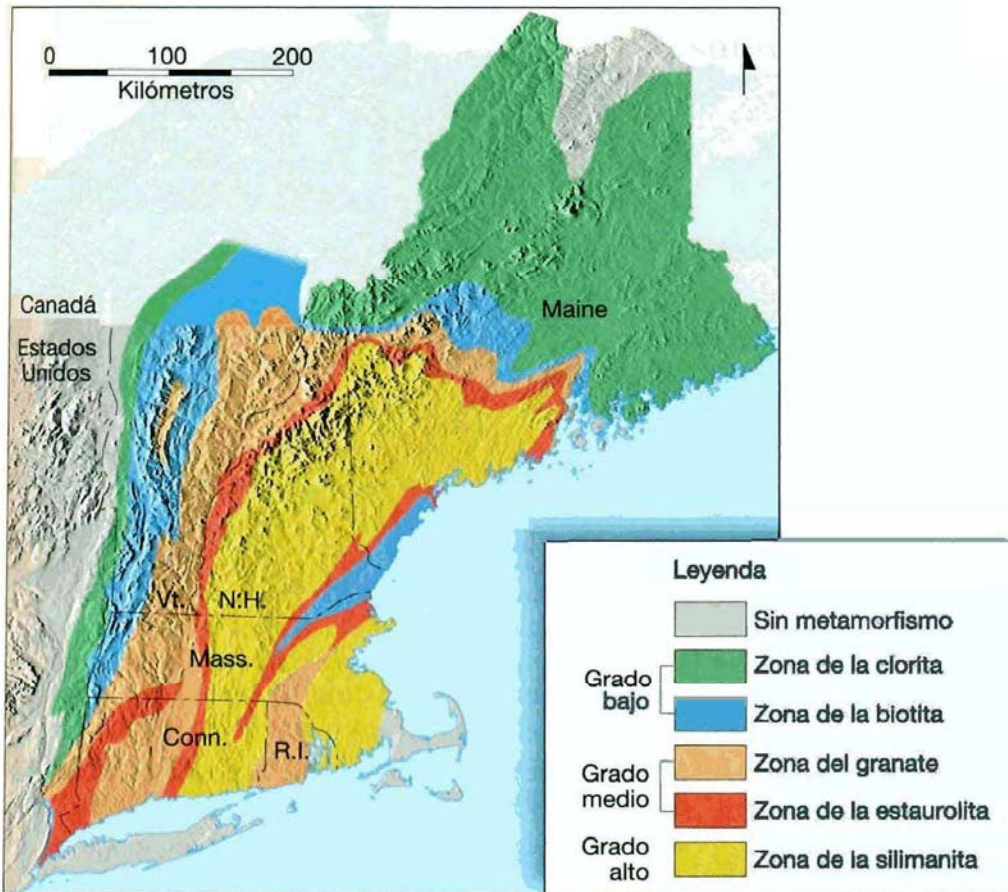 0 100 200
Kilómetros
Canadá
Estados
Unidos
Maine
Vt.
N.H.
Mass.
Conn.
R.I.
Leyenda
Sin metamorfismo
Grado
bajo
Zona de la clorita
Zona de la biotita
Grado
medio
Zona del granate
Zona de la estaurolita
Grado
alto
Zona de la silimanita